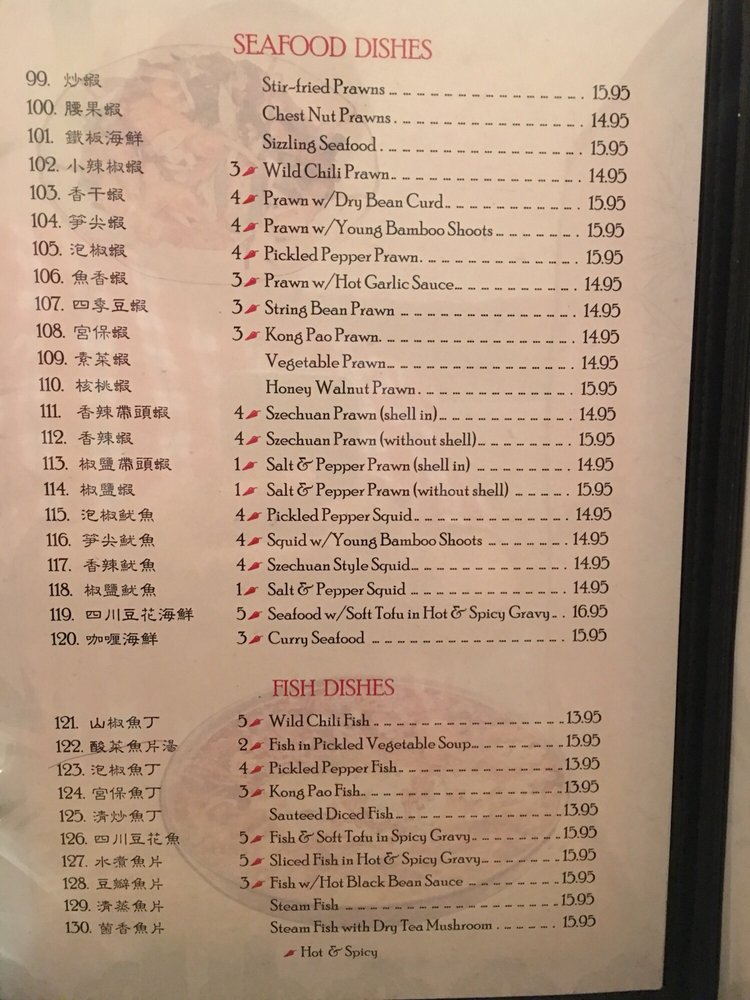 SEAFOOD DISHES
99. 炒蝦 Stir-fried Prawns 15.95
100. 腰果蝦 Chest Nut Prawns 14.95
101. 鐵板海鮮 Sizzling Seafood 15.95
102. 小辣椒蝦 3 Wild Chili Prawn 14.95
103. 香干蝦 4 Prawn w/Dry Bean Curd 15.95
104. 笋尖蝦 4 Prawn w/Young Bamboo Shoots 15.95
105. 泡椒蝦 4 Pickled Pepper Prawn 15.95
106. 魚香蝦 3 Prawn w/Hot Garlic Sauce 14.95
107. 四季豆蝦 3 String Bean Prawn 14.95
108. 宮保蝦 3 Kong Pao Prawn 14.95
109. 素菜蝦 Vegetable Prawn 14.95
110. 核桃蝦 Honey Walnut Prawn 15.95
111. 香辣帶頭蝦 4 Szechuan Prawn (shell in) 14.95
112. 香辣蝦 4 Szechuan Prawn (without shell) 15.95
113. 椒鹽帶頭蝦 1 Salt & Pepper Prawn (shell in) 14.95
114. 椒鹽蝦 1 Salt & Pepper Prawn (without shell) 15.95
115. 泡椒魷魚 4 Pickled Pepper Squid 14.95
116. 笋尖魷魚 4 Squid w/Young Bamboo Shoots 14.95
117. 香辣魷魚 4 Szechuan Style Squid 14.95
118. 椒鹽魷魚 1 Salt & Pepper Squid 14.95
119. 四川豆花海鮮 5 Seafood w/Soft Tofu in Hot & Spicy Gravy 16.95
120. 咖喱海鮮 3 Curry Seafood 15.95
FISH DISHES
121. 山椒魚丁 5 Wild Chili Fish 13.95
122. 酸菜魚片湯 2 Fish in Pickled Vegetable Soup 15.95
123. 泡椒魚丁 4 Pickled Pepper Fish 13.95
124. 宮保魚丁 3 Kong Pao Fish 13.95
125. 清炒魚丁 Sauteed Diced Fish 13.95
126. 四川豆花魚 5 Fish & Soft Tofu in Spicy Gravy 15.95
127. 水煮魚片 5 Sliced Fish in Hot & Spicy Gravy 15.95
128. 豆瓣魚片 3 Fish w/Hot Black Bean Sauce 15.95
129. 清蒸魚片 Steam Fish 15.95
130. 茵香魚片 Steam Fish with Dry Tea Mushroom 15.95
Hot & Spicy